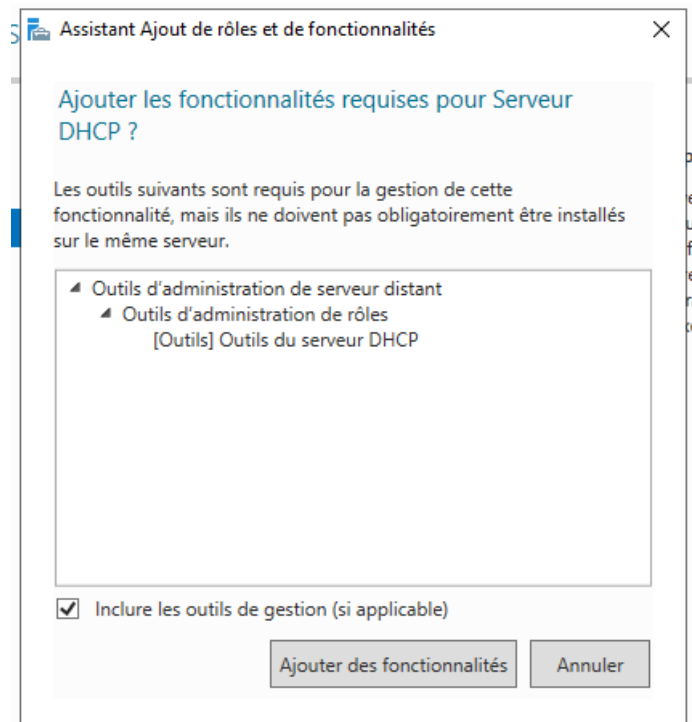 Assistant Ajout de rôles et de fonctionnalités
Ajouter les fonctionnalités requises pour Serveur
DHCP ?
Les outils suivants sont requis pour la gestion de cette
fonctionnalité, mais ils ne doivent pas obligatoirement être installés
sur le même serveur.
Outils d'administration de serveur distant
Outils d'administration de rôles
[Outils] Outils du serveur DHCP
Inclure les outils de gestion (si applicable)
Ajouter des fonctionnalités
Annuler